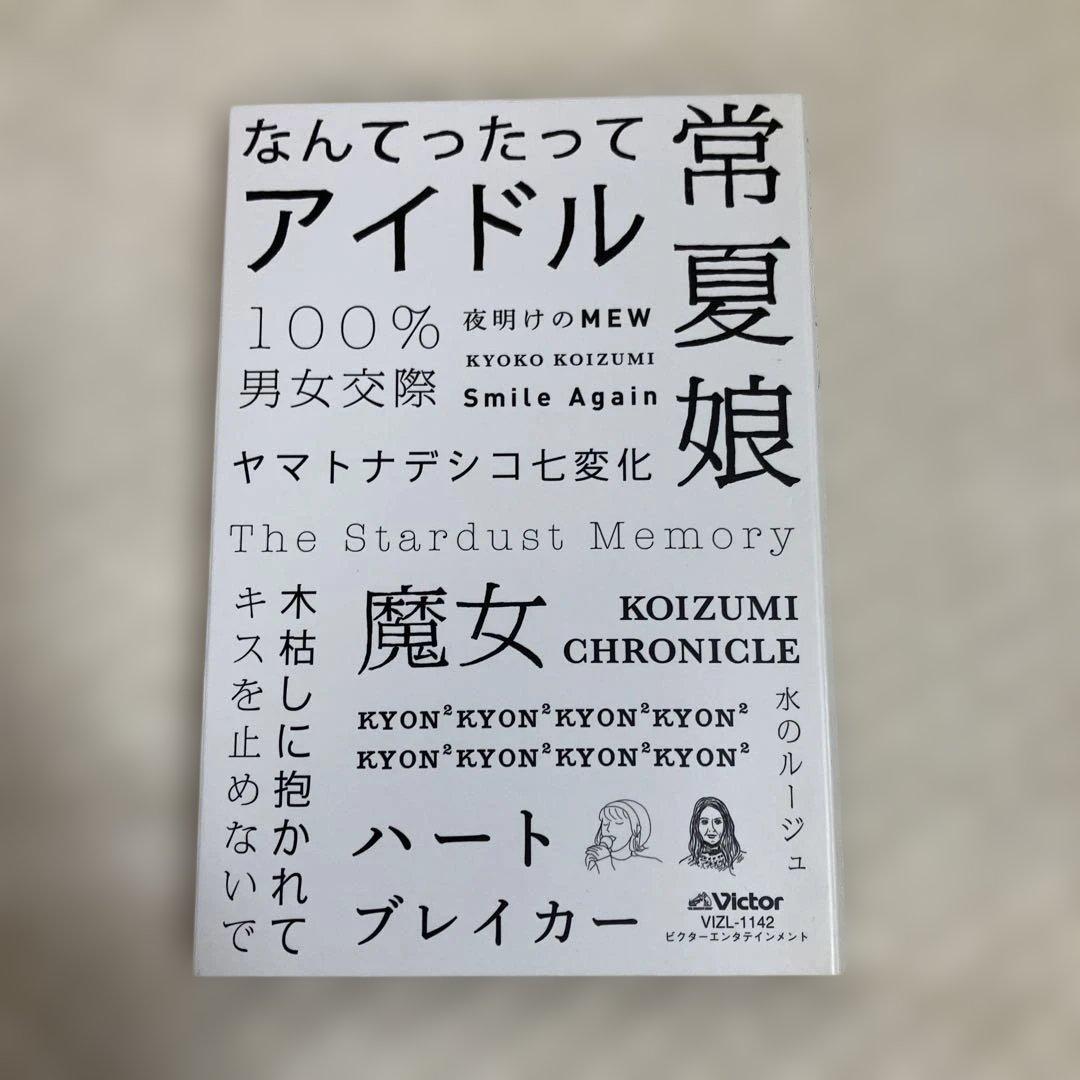 なんてったって
アイドル
常夏娘
100%
男女交際
夜明けのMEW
KYOKO KOIZUMI
Smile Again
ヤマトナデシコ七変化
The Stardust Memory
木枯しに抱かれて
キスを止めないで
魔女
KOIZUMI
CHRONICLE
KYON²KYON²KYON²KYON²
KYON²KYON²KYON²KYON²
水のルージュ
ハート
ブレイカー
Victor
VIZL-1142
ビクターエンタテインメント